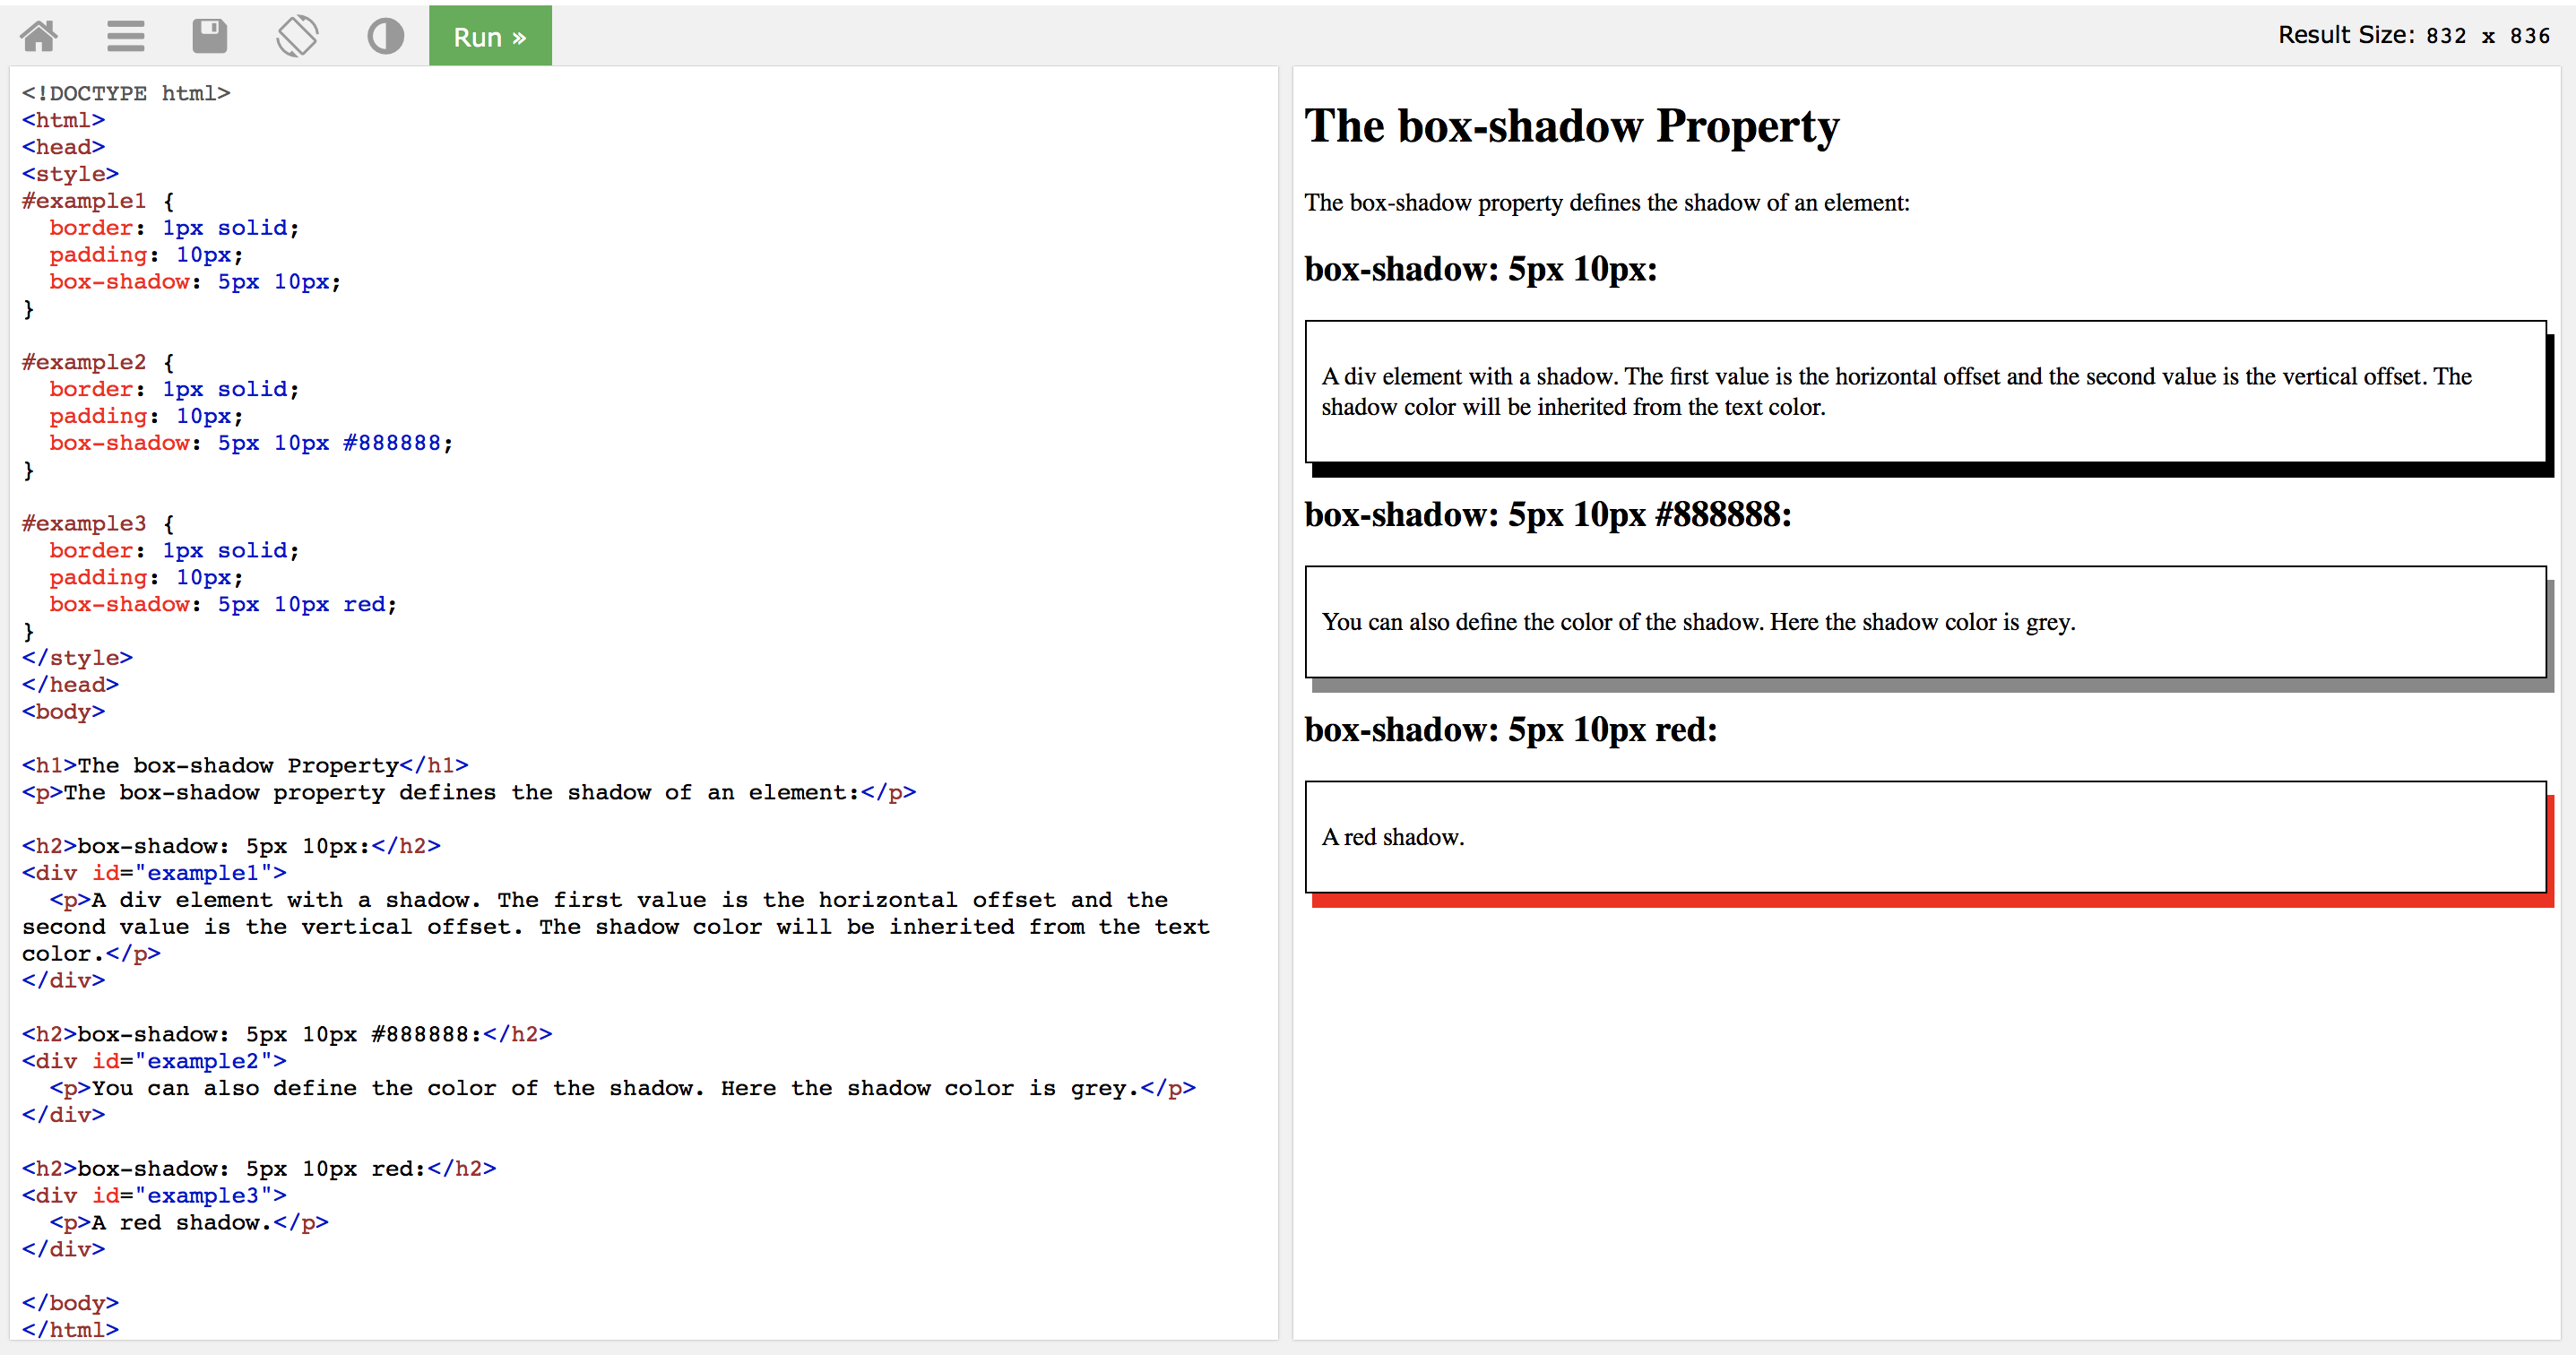 Run »
Result Size: 832 x 836
<!DOCTYPE html>
<html>
<head>
<style>
#example1 {
  border: 1px solid;
  padding: 10px;
  box-shadow: 5px 10px;
}

#example2 {
  border: 1px solid;
  padding: 10px;
  box-shadow: 5px 10px #888888;
}

#example3 {
  border: 1px solid;
  padding: 10px;
  box-shadow: 5px 10px red;
}
</style>
</head>
<body>

<h1>The box-shadow Property</h1>
<p>The box-shadow property defines the shadow of an element:</p>

<h2>box-shadow: 5px 10px:</h2>
<div id="example1">
  <p>A div element with a shadow. The first value is the horizontal offset and the
second value is the vertical offset. The shadow color will be inherited from the text
color.</p>
</div>

<h2>box-shadow: 5px 10px #888888:</h2>
<div id="example2">
  <p>You can also define the color of the shadow. Here the shadow color is grey.</p>
</div>

<h2>box-shadow: 5px 10px red:</h2>
<div id="example3">
  <p>A red shadow.</p>
</div>

</body>
</html>
The box-shadow Property
The box-shadow property defines the shadow of an element:
box-shadow: 5px 10px:
A div element with a shadow. The first value is the horizontal offset and the second value is the vertical offset. The
shadow color will be inherited from the text color.
box-shadow: 5px 10px #888888:
You can also define the color of the shadow. Here the shadow color is grey.
box-shadow: 5px 10px red:
A red shadow.